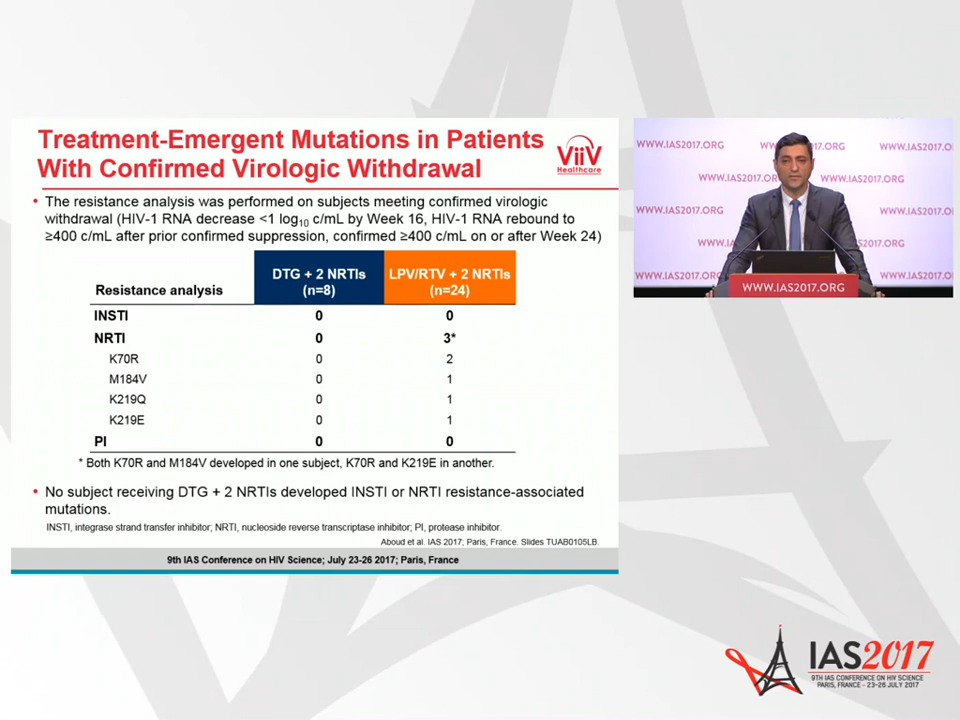 Treatment-Emergent Mutations in Patients
With Confirmed Virologic Withdrawal
ViiV
Healthcare
• The resistance analysis was performed on subjects meeting confirmed virologic
withdrawal (HIV-1 RNA decrease <1 log10 c/mL by Week 16, HIV-1 RNA rebound to
≥400 c/mL after prior confirmed suppression, confirmed ≥400 c/mL on or after Week 24)
Resistance analysis DTG + 2 NRTIs (n=8) LPV/RTV + 2 NRTIs (n=24)
INSTI 0 0
NRTI 0 3*
K70R 0 2
M184V 0 1
K219Q 0 1
K219E 0 1
PI 0 0
* Both K70R and M184V developed in one subject, K70R and K219E in another.
• No subject receiving DTG + 2 NRTIs developed INSTI or NRTI resistance-associated
mutations.
INSTI, integrase strand transfer inhibitor; NRTI, nucleoside reverse transcriptase inhibitor; PI, protease inhibitor.
Aboud et al. IAS 2017; Paris, France. Slides TUAB0105LB.
9th IAS Conference on HIV Science; July 23-26 2017; Paris, France
WWW.IAS2017.ORG
WWW.IAS2017.O
WWW.IAS2017.ORG
WWW.IAS2017.ORG
WWW.IAS2017.O
WWW.IAS2017.ORG
WWW.IAS2017.O
WWW.IAS2017.ORG
IAS2017
9TH IAS CONFERENCE ON HIV SCIENCE
PARIS, FRANCE - 23-26 JULY 2017